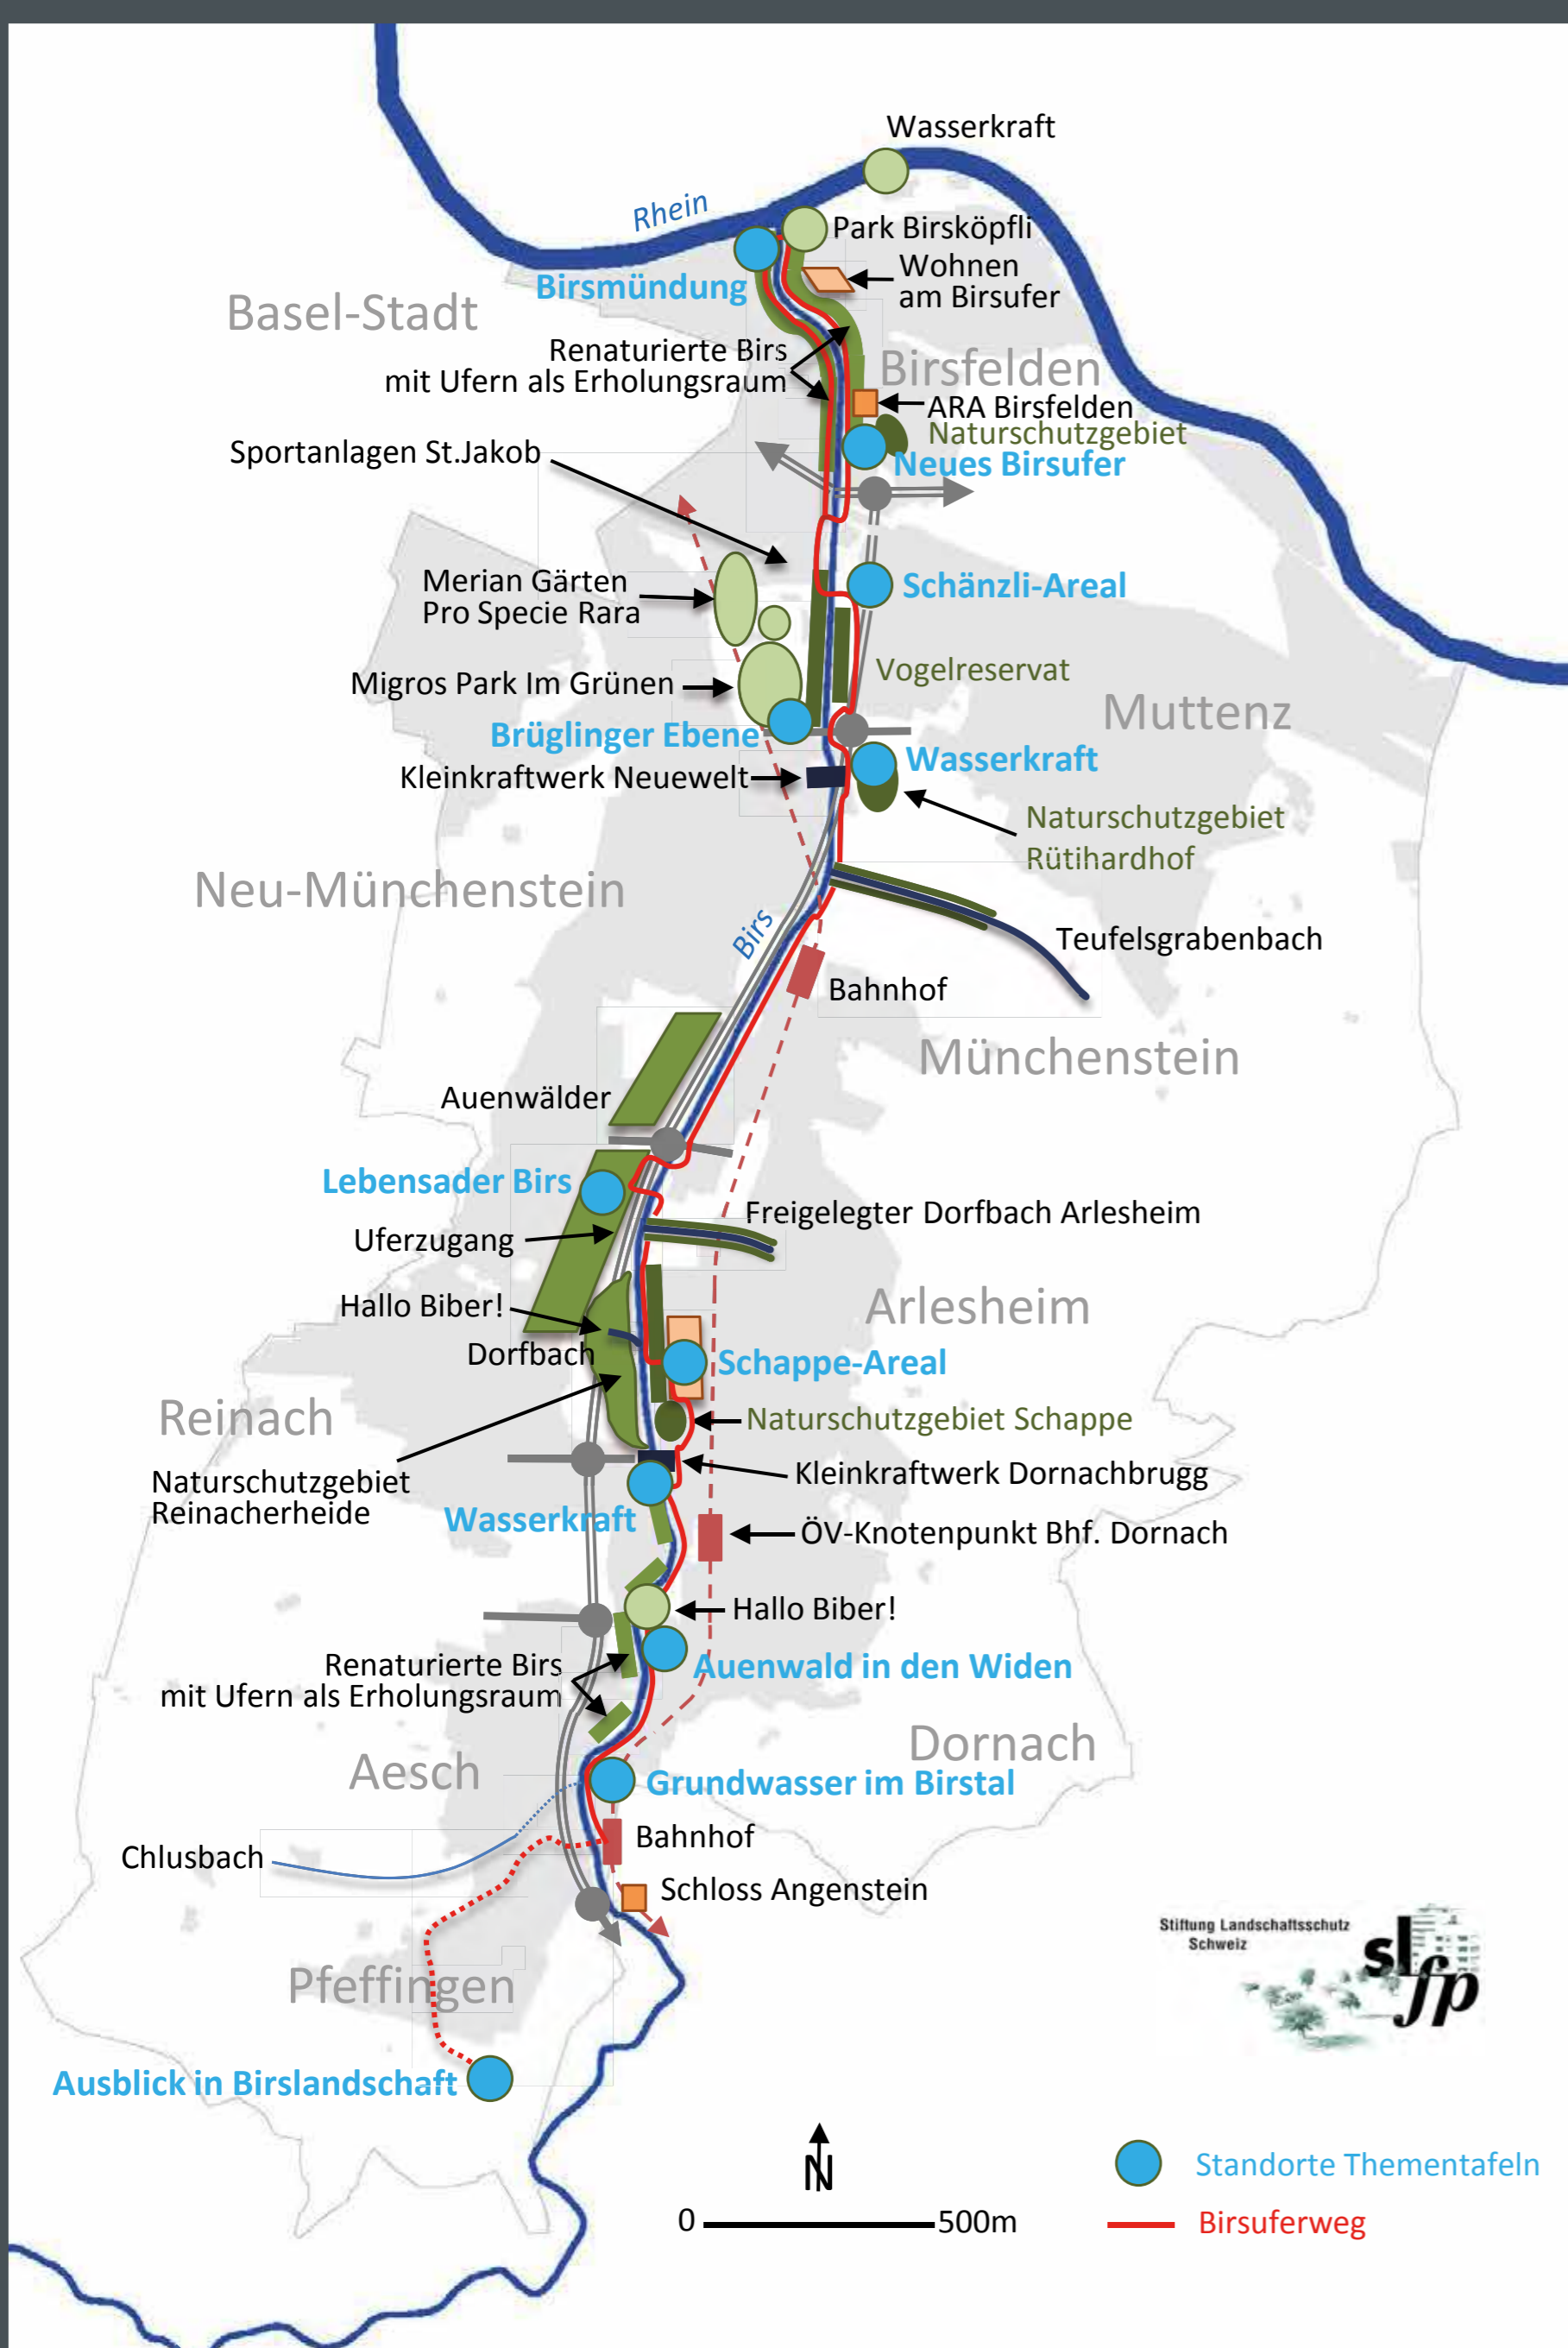 Wasserkraft
Rhein
Park Birsköpfli
Wohnen
am Birsufer
Birsmündung
Basel-Stadt
Renaturierte Birs
mit Ufern als Erholungsraum
Birsfelden
ARA Birsfelden
Naturschutzgebiet
Neues Birsufer
Sportanlagen St.Jakob
Merian Gärten
Pro Specie Rara
Schänzli-Areal
Migros Park Im Grünen
Vogelreservat
Muttenz
Brüglinger Ebene
Wasserkraft
Kleinkraftwerk Neuewelt
Naturschutzgebiet
Rütihardhof
Neu-Münchenstein
Birs
Teufelsgrabenbach
Bahnhof
Münchenstein
Auenwälder
Lebensader Birs
Freigelegter Dorfbach Arlesheim
Uferzugang
Hallo Biber!
Arlesheim
Dorfbach
Schappe-Areal
Reinach
Naturschutzgebiet Schappe
Naturschutzgebiet
Reinacherheide
Kleinkraftwerk Dornachbrugg
Wasserkraft
ÖV-Knotenpunkt Bhf. Dornach
Hallo Biber!
Renaturierte Birs
mit Ufern als Erholungsraum
Auenwald in den Widen
Dornach
Aesch
Grundwasser im Birstal
Bahnhof
Chlusbach
Schloss Angenstein
Stiftung Landschaftsschutz
Schweiz
sl
fp
Pfeffingen
Ausblick in Birslandschaft
N
0 500m
Standorte Thementafeln
Birsuferweg